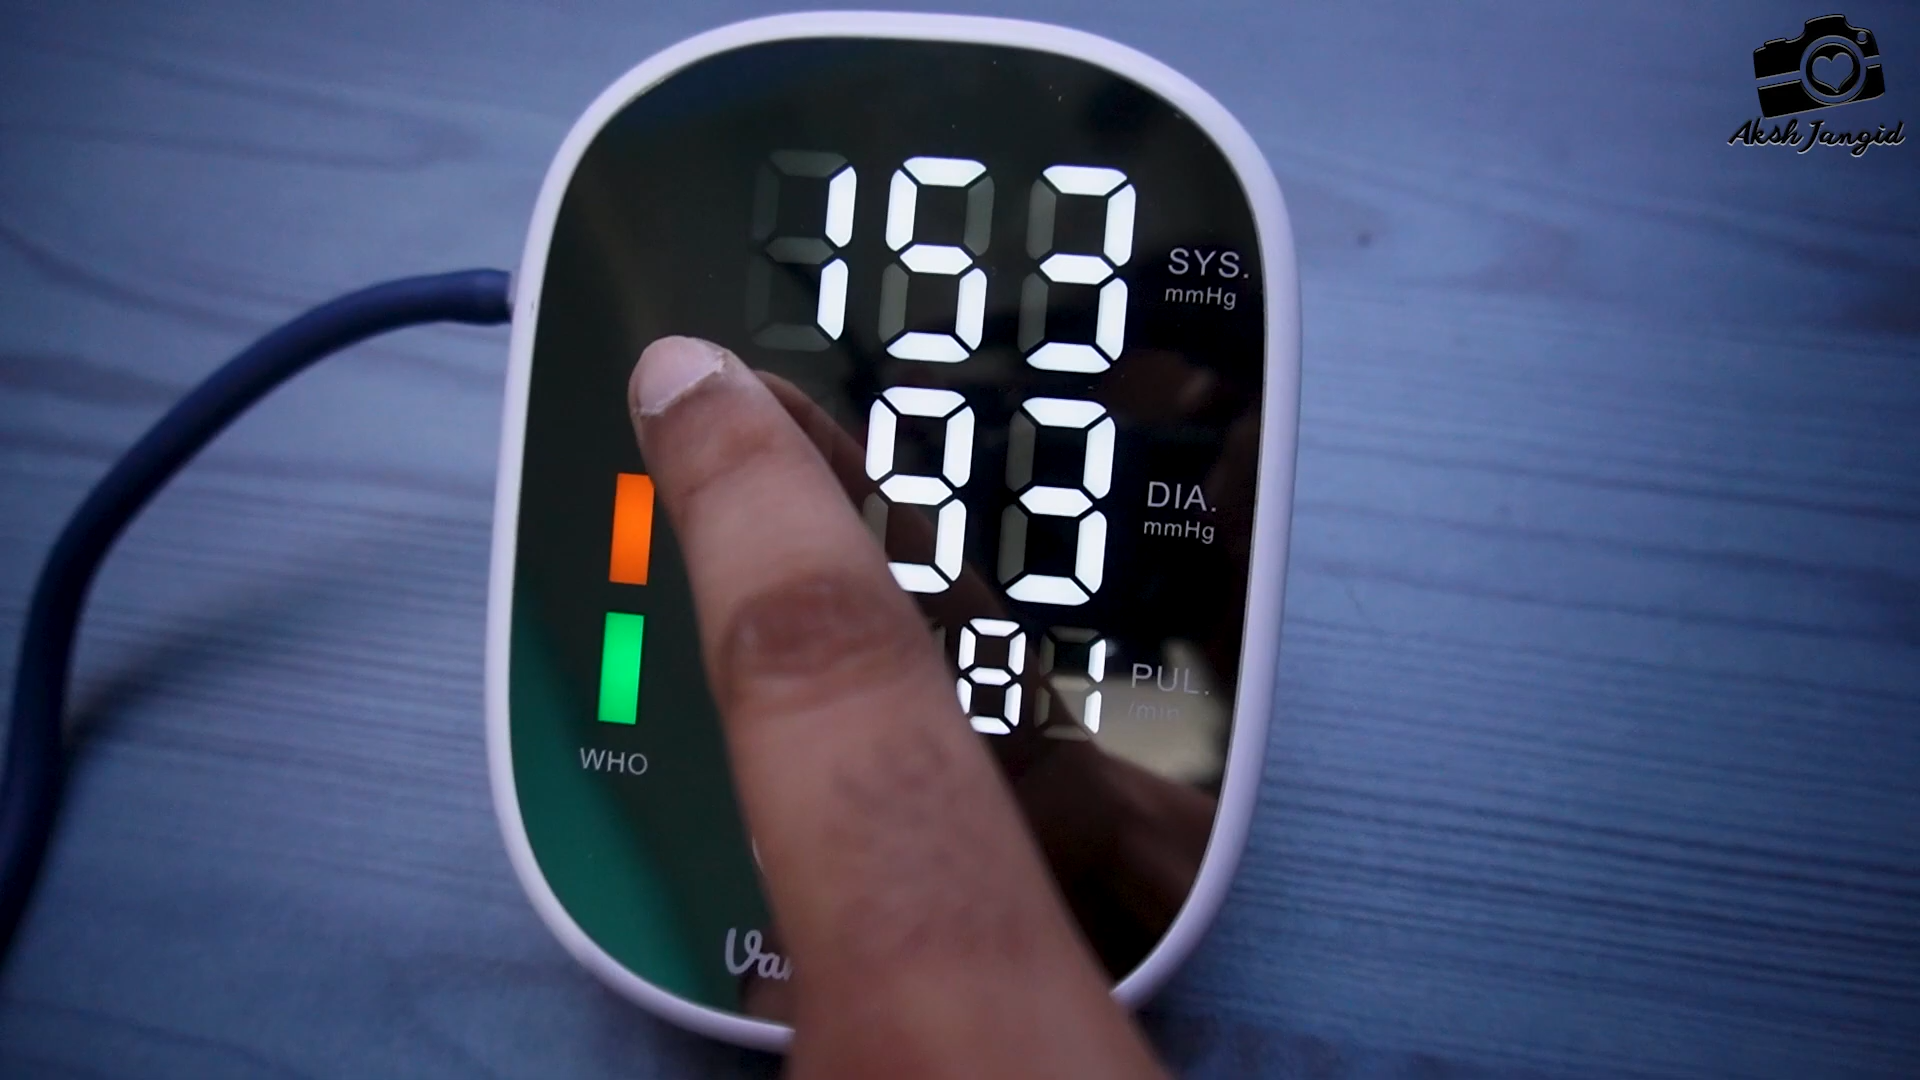 Aksh Jangid
153
SYS.
mmHg
93
DIA.
mmHg
81
PUL.
/min
WHO